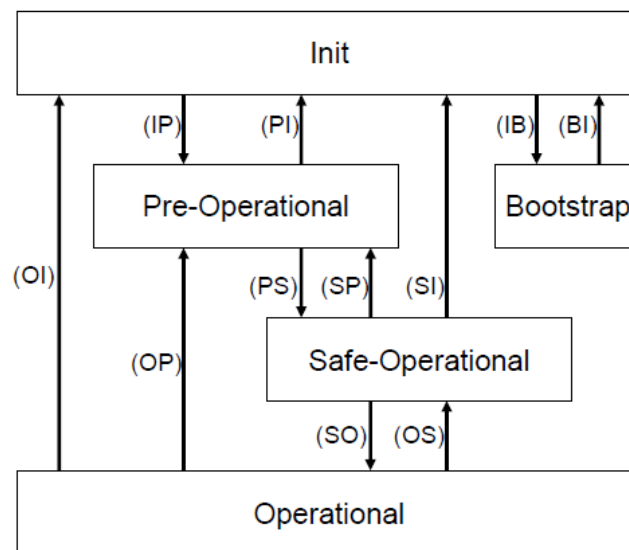 Init
(IP) (PI) (IB) (BI)
Pre-Operational Bootstrap
(OI) (PS) (SP) (SI)
(OP) Safe-Operational
(SO) (OS)
Operational